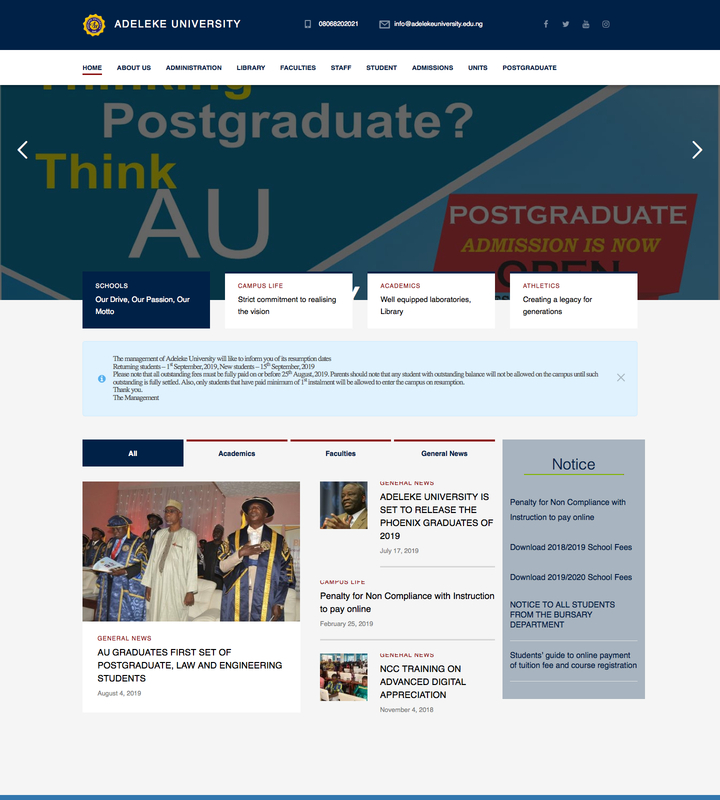 ADELEKE UNIVERSITY
08068202021
info@adelekeuniversity.edu.ng
HOME ABOUT US ADMINISTRATION LIBRARY FACULTIES STAFF STUDENT ADMISSIONS UNITS POSTGRADUATE
Thinking
Postgraduate?
Think
AU
POSTGRADUATE
ADMISSION IS NOW
OPEN
SCHOOLS
Our Drive, Our Passion, Our
Motto
CAMPUS LIFE
Strict commitment to realising
the vision
ACADEMICS
Well equipped laboratories,
Library
ATHLETICS
Creating a legacy for
generations
The management of Adeleke University will like to inform you of its resumption dates
Returning students – 1st September, 2019, New students – 15th September, 2019
Please note that all outstanding fees must be fully paid on or before 25th August, 2019. Parents should note that any student with outstanding balance will not be allowed on the campus until such
outstanding is fully settled. Also, only students that have paid minimum of 1st instalment will be allowed to enter the campus on resumption.
Thank you.
The Management
All Academics Faculties General News
GENERAL NEWS
AU GRADUATES FIRST SET OF
POSTGRADUATE, LAW AND ENGINEERING
STUDENTS
August 4, 2019
GENERAL NEWS
ADELEKE UNIVERSITY IS
SET TO RELEASE THE
PHOENIX GRADUATES OF
2019
July 17, 2019
CAMPUS LIFE
Penalty for Non Compliance with Instruction
to pay online
February 25, 2019
GENERAL NEWS
NCC TRAINING ON
ADVANCED DIGITAL
APPRECIATION
November 4, 2018
Notice
Penalty for Non Compliance with
Instruction to pay online
Download 2018/2019 School Fees
Download 2019/2020 School Fees
NOTICE TO ALL STUDENTS
FROM THE BURSARY
DEPARTMENT
Students' guide to online payment
of tuition fee and course registration